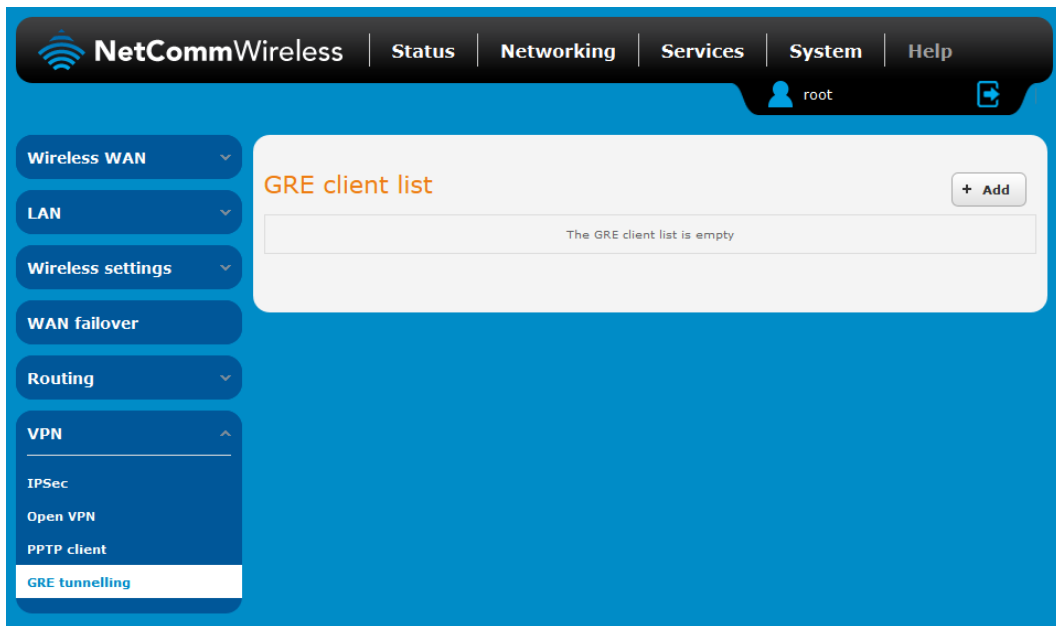 NetCommWireless Status Networking Services System Help
root
Wireless WAN
LAN
Wireless settings
WAN failover
Routing
VPN
IPSec
Open VPN
PPTP client
GRE tunnelling
GRE client list
+ Add
The GRE client list is empty